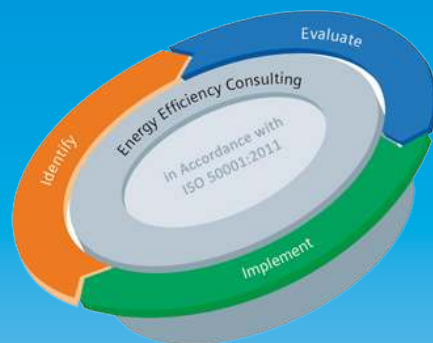 Evaluate
Energy Efficiency Consulting
Identify
in Accordance with
ISO 50001:2011
Implement